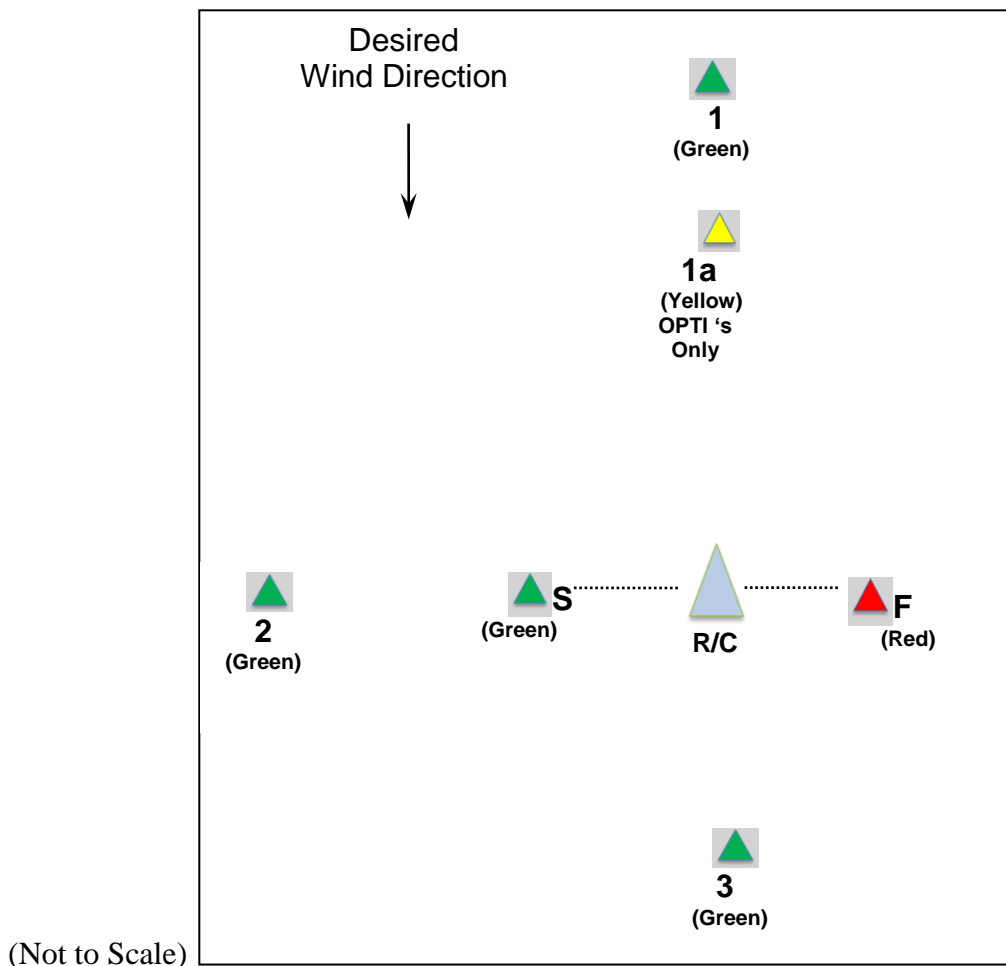 Desired
Wind Direction
1
(Green)
1a
(Yellow)
OPTI ‘s
Only
S
F
2
(Green)
(Green)
R/C
(Red)
3
(Green)
(Not to Scale)